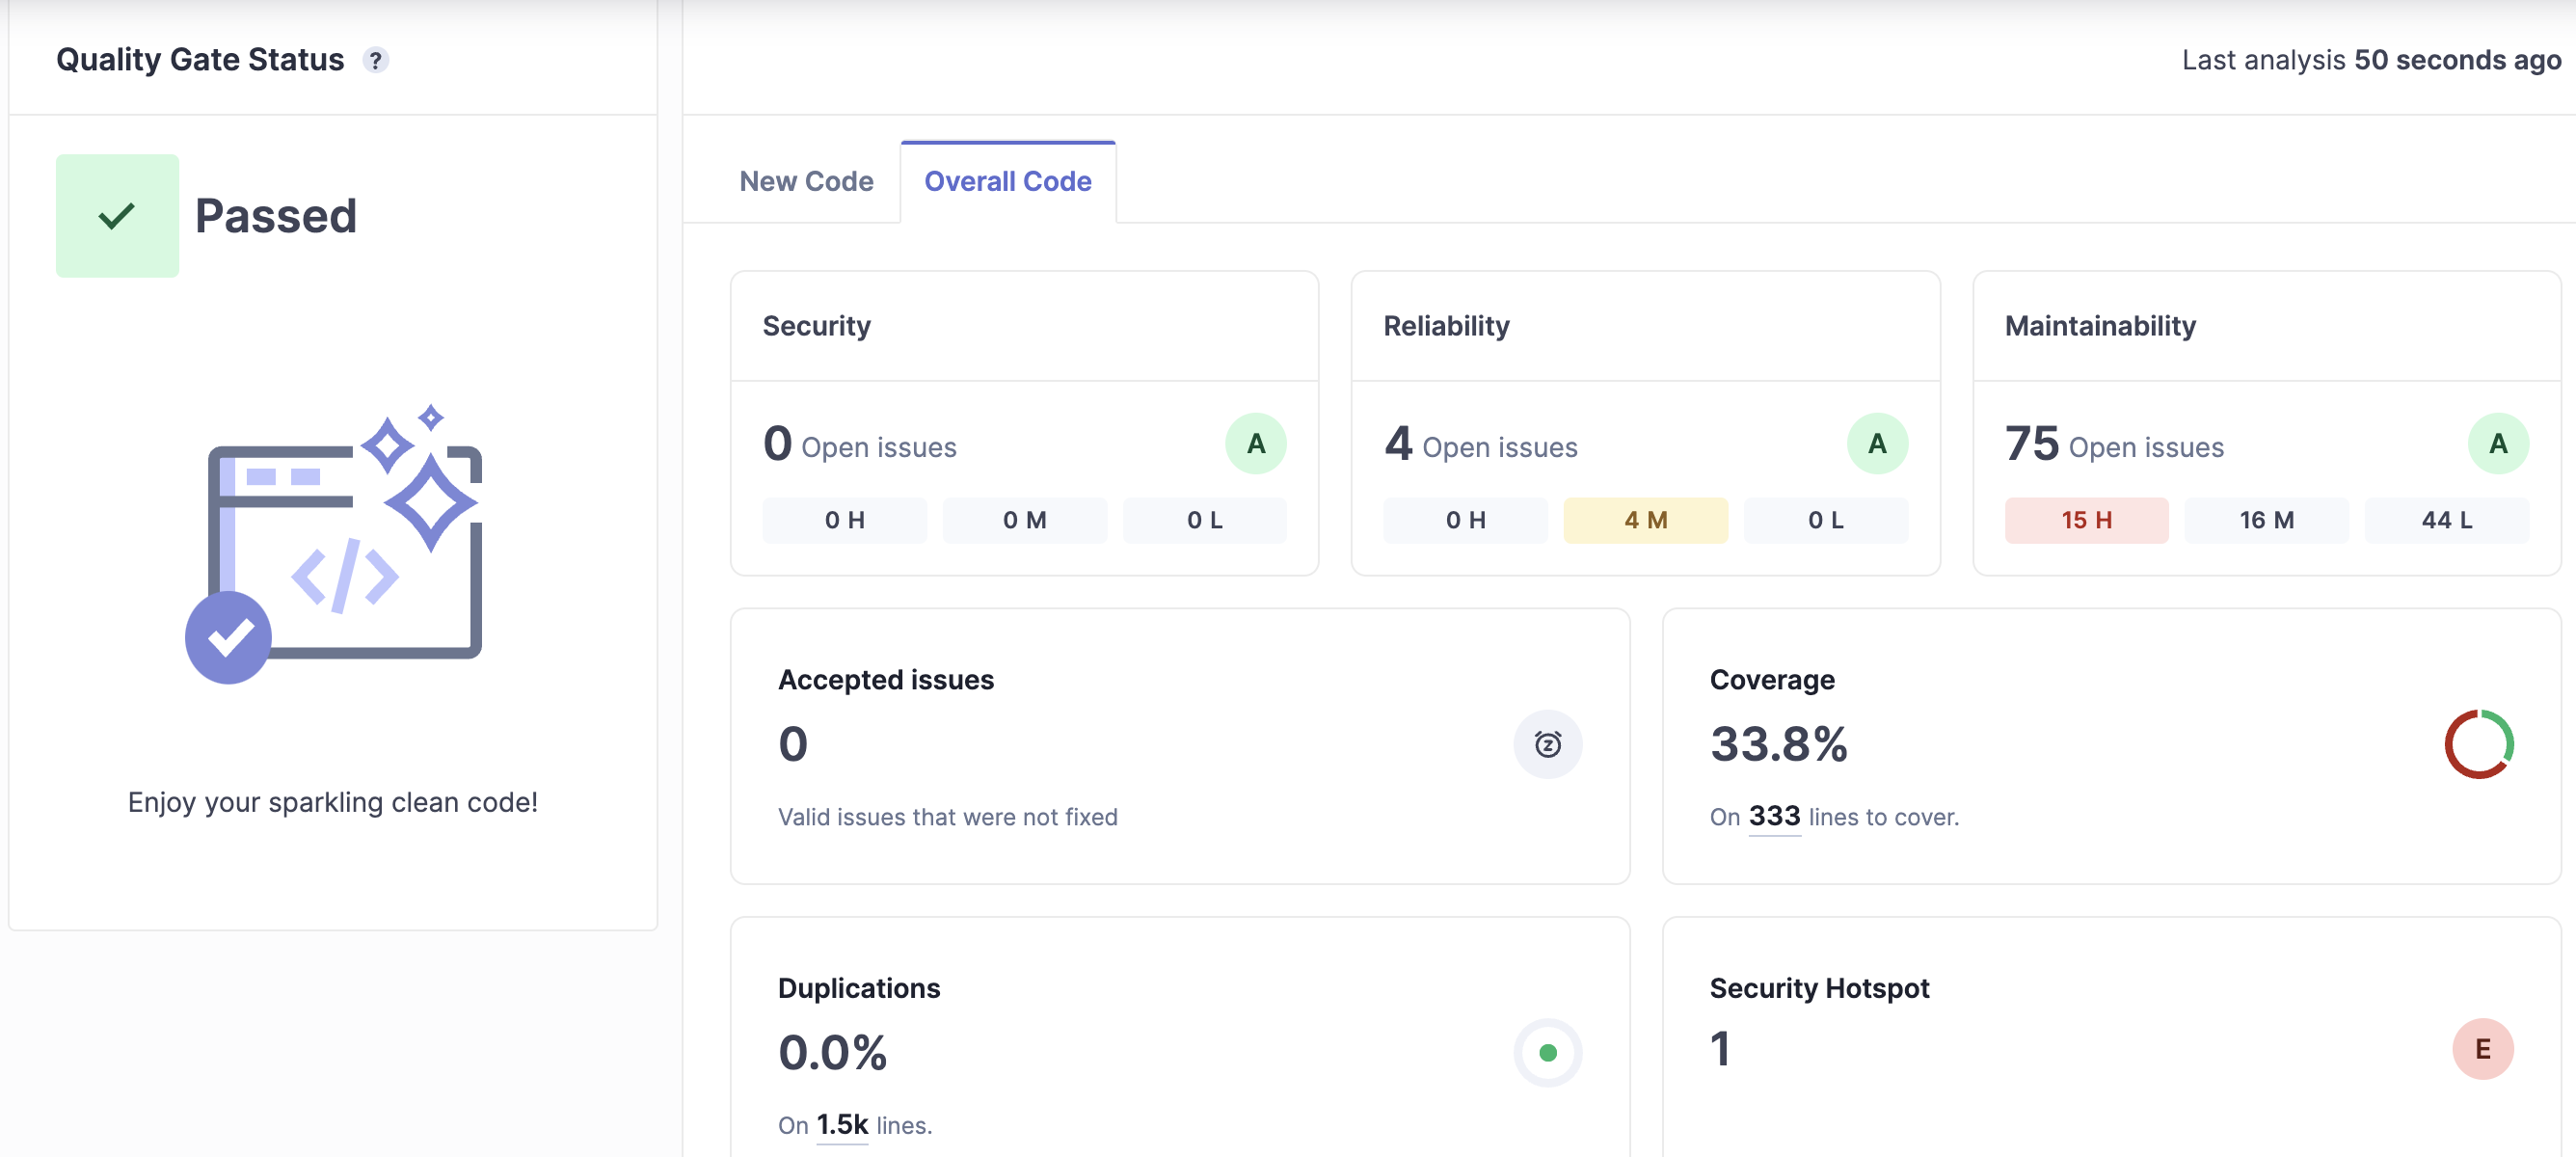 Quality Gate Status ?
Last analysis 50 seconds ago
Passed
Enjoy your sparkling clean code!
New Code
Overall Code
Security
0 Open issues
A
0 H
0 M
0 L
Reliability
4 Open issues
A
0 H
4 M
0 L
Maintainability
75 Open issues
A
15 H
16 M
44 L
Accepted issues
0
Valid issues that were not fixed
Coverage
33.8%
On 333 lines to cover.
Duplications
0.0%
On 1.5k lines.
Security Hotspot
1
E